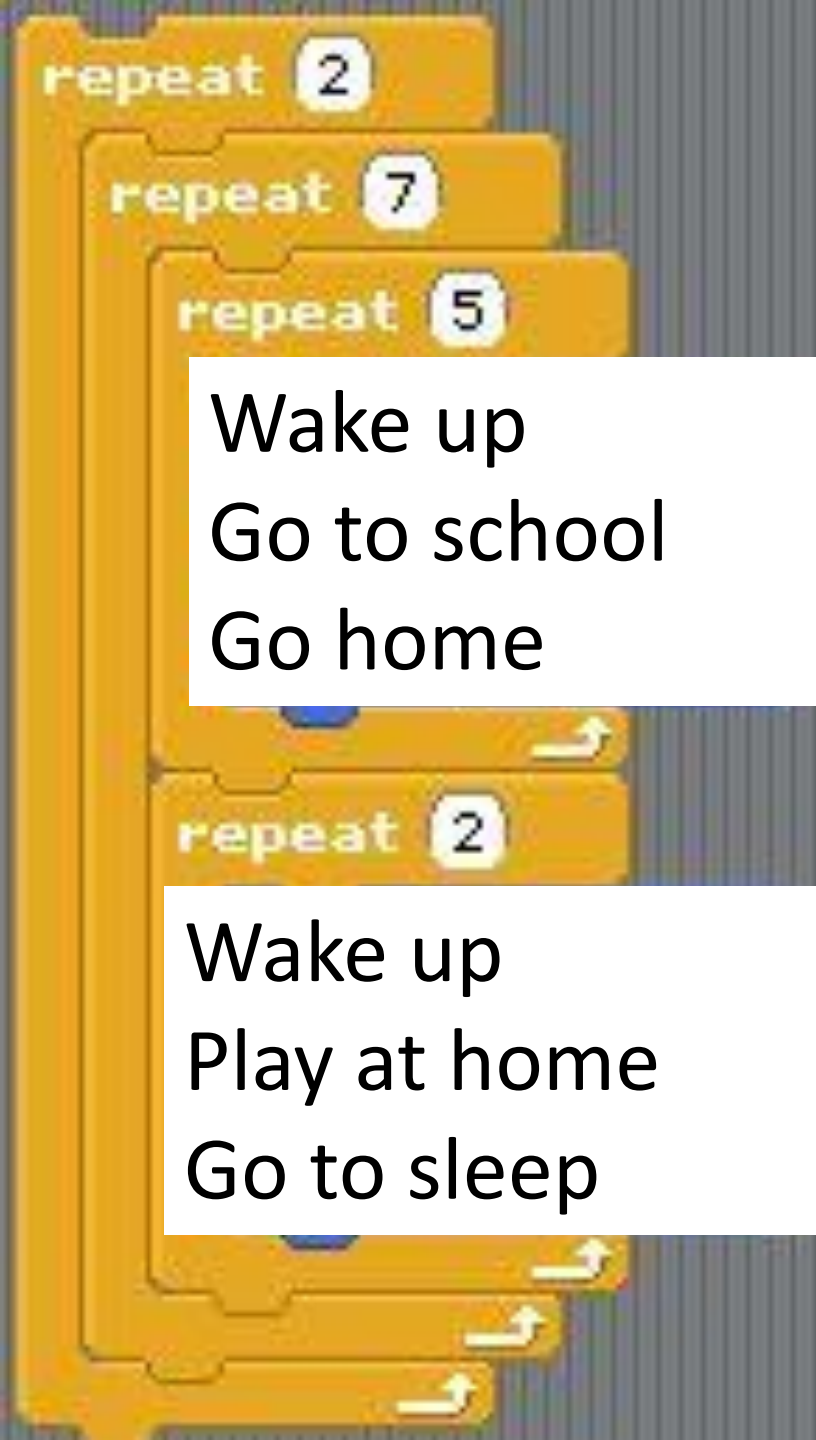 repeat 2
repeat 7
repeat 5
Wake up
Go to school
Go home
repeat 2
Wake up
Play at home
Go to sleep